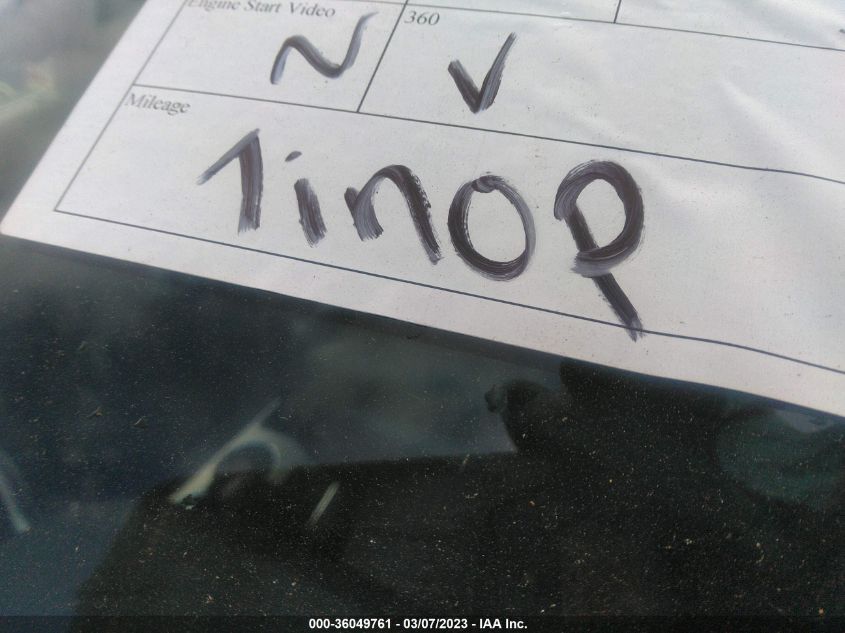 Engine Start Video
360
N
✓
Mileage
1inop
000-36049761 - 03/07/2023 - IAA Inc.